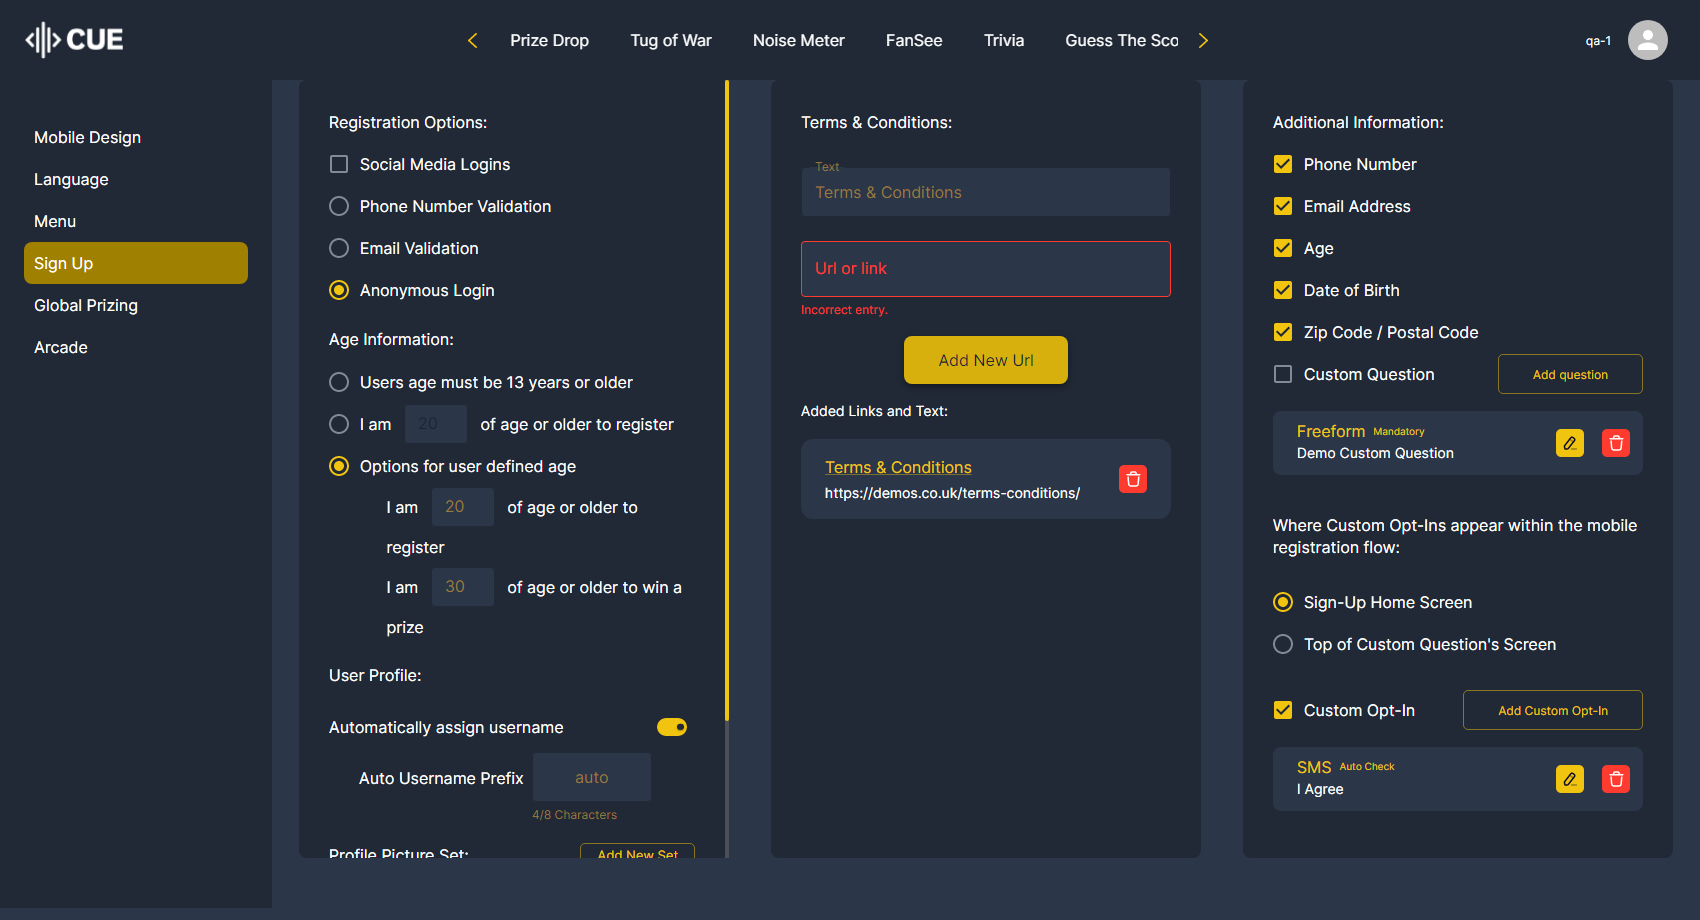 CUE
Prize Drop
Tug of War
Noise Meter
FanSee
Trivia
Guess The Sco
qa-1
Mobile Design
Language
Menu
Sign Up
Global Prizing
Arcade
Registration Options:
Social Media Logins
Phone Number Validation
Email Validation
Anonymous Login
Age Information:
Users age must be 13 years or older
I am 20 of age or older to register
Options for user defined age
I am 20 of age or older to
register
I am 30 of age or older to win a
prize
User Profile:
Automatically assign username
Auto Username Prefix auto
4/8 Characters
Profile Picture Set: Add New Set
Terms & Conditions:
Text
Terms & Conditions
Url or link
Incorrect entry.
Add New Url
Added Links and Text:
Terms & Conditions
https://demos.co.uk/terms-conditions/
Additional Information:
Phone Number
Email Address
Age
Date of Birth
Zip Code / Postal Code
Custom Question Add question
Freeform Mandatory
Demo Custom Question
Where Custom Opt-Ins appear within the mobile
registration flow:
Sign-Up Home Screen
Top of Custom Question's Screen
Custom Opt-In Add Custom Opt-In
SMS Auto Check
I Agree